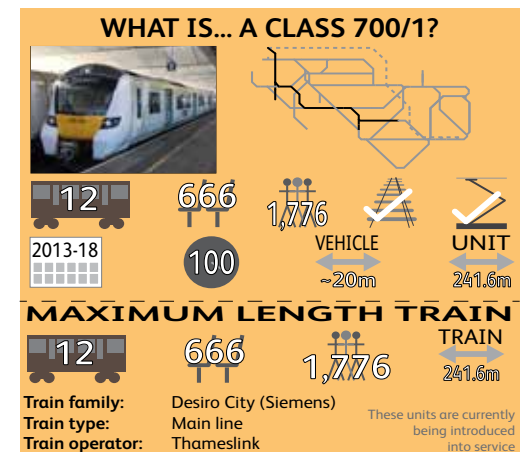 WHAT IS... A CLASS 700/1?
12 666 1,776
2013-18 100 VEHICLE ~20m UNIT 241.6m
MAXIMUM LENGTH TRAIN
12 666 1,776 TRAIN 241.6m
Train family: Desiro City (Siemens)
Train type: Main line
Train operator: Thameslink
These units are currently
being introduced
into service